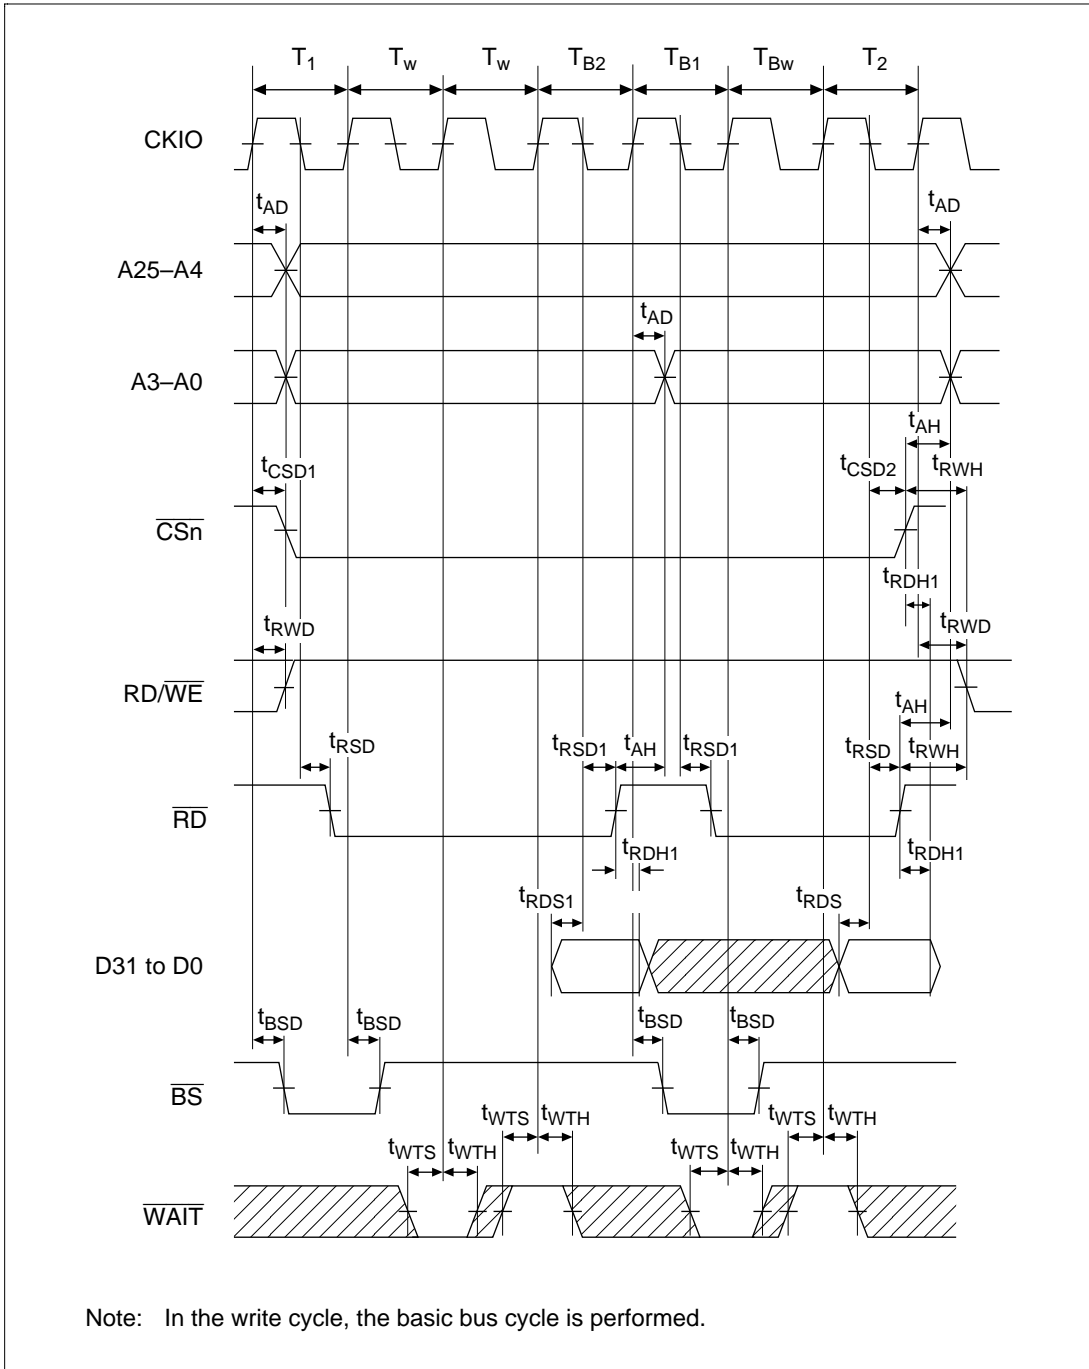 T1 Tw Tw TB2 TB1 TBw T2
CKIO
tAD tAD
A25–A4
tAD
A3–A0
tAH
tCSD1 tCSD2 tRWH
CSn
tRDH1
tRWD tRWD
RD/WE
tAH
tRSD tRSD1 tAH tRSD1 tRSD tRWH
RD
tRDH1 tRDH1
tRDS1 tRDS
D31 to D0
tBSD tBSD tBSD tBSD
BS
tWTS tWTH tWTS tWTH
tWTS tWTH tWTS tWTH
WAIT
Note: In the write cycle, the basic bus cycle is performed.